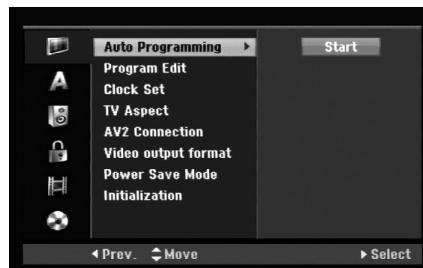 Auto Programming
Start
Program Edit
Clock Set
TV Aspect
AV2 Connection
Video output format
Power Save Mode
Initialization
A
Prev. Move Select